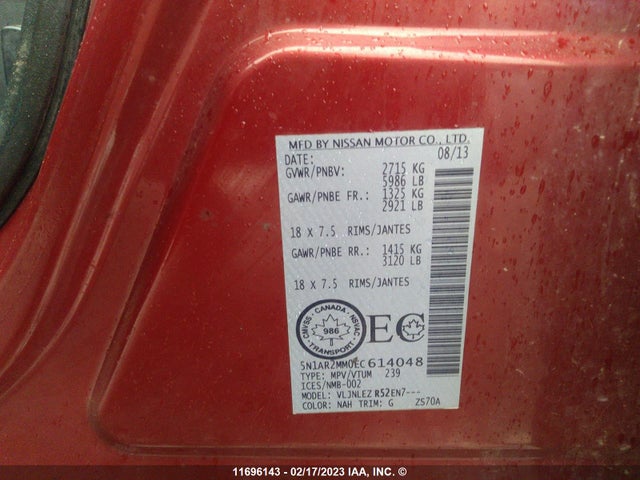 MFD BY NISSAN MOTOR CO., LTD.
DATE: 08/13
GVWR/PNBV: 2715 KG
5986 LB
GAWR/PNBE FR.: 1325 KG
2921 LB
18 X 7.5 RIMS/JANTES
GAWR/PNBE RR.: 1415 KG
3120 LB
18 X 7.5 RIMS/JANTES
CMVSS · CANADA · NSVAC
986
TRANSPORT
EC
5N1AR2MM0EC614048
TYPE: MPV/VTUM 239
ICES/NMB-002
MODEL: VLJNLEZ R52EN7---
COLOR: NAH TRIM: G ZS70A
11696143 - 02/17/2023 IAA, INC. ©